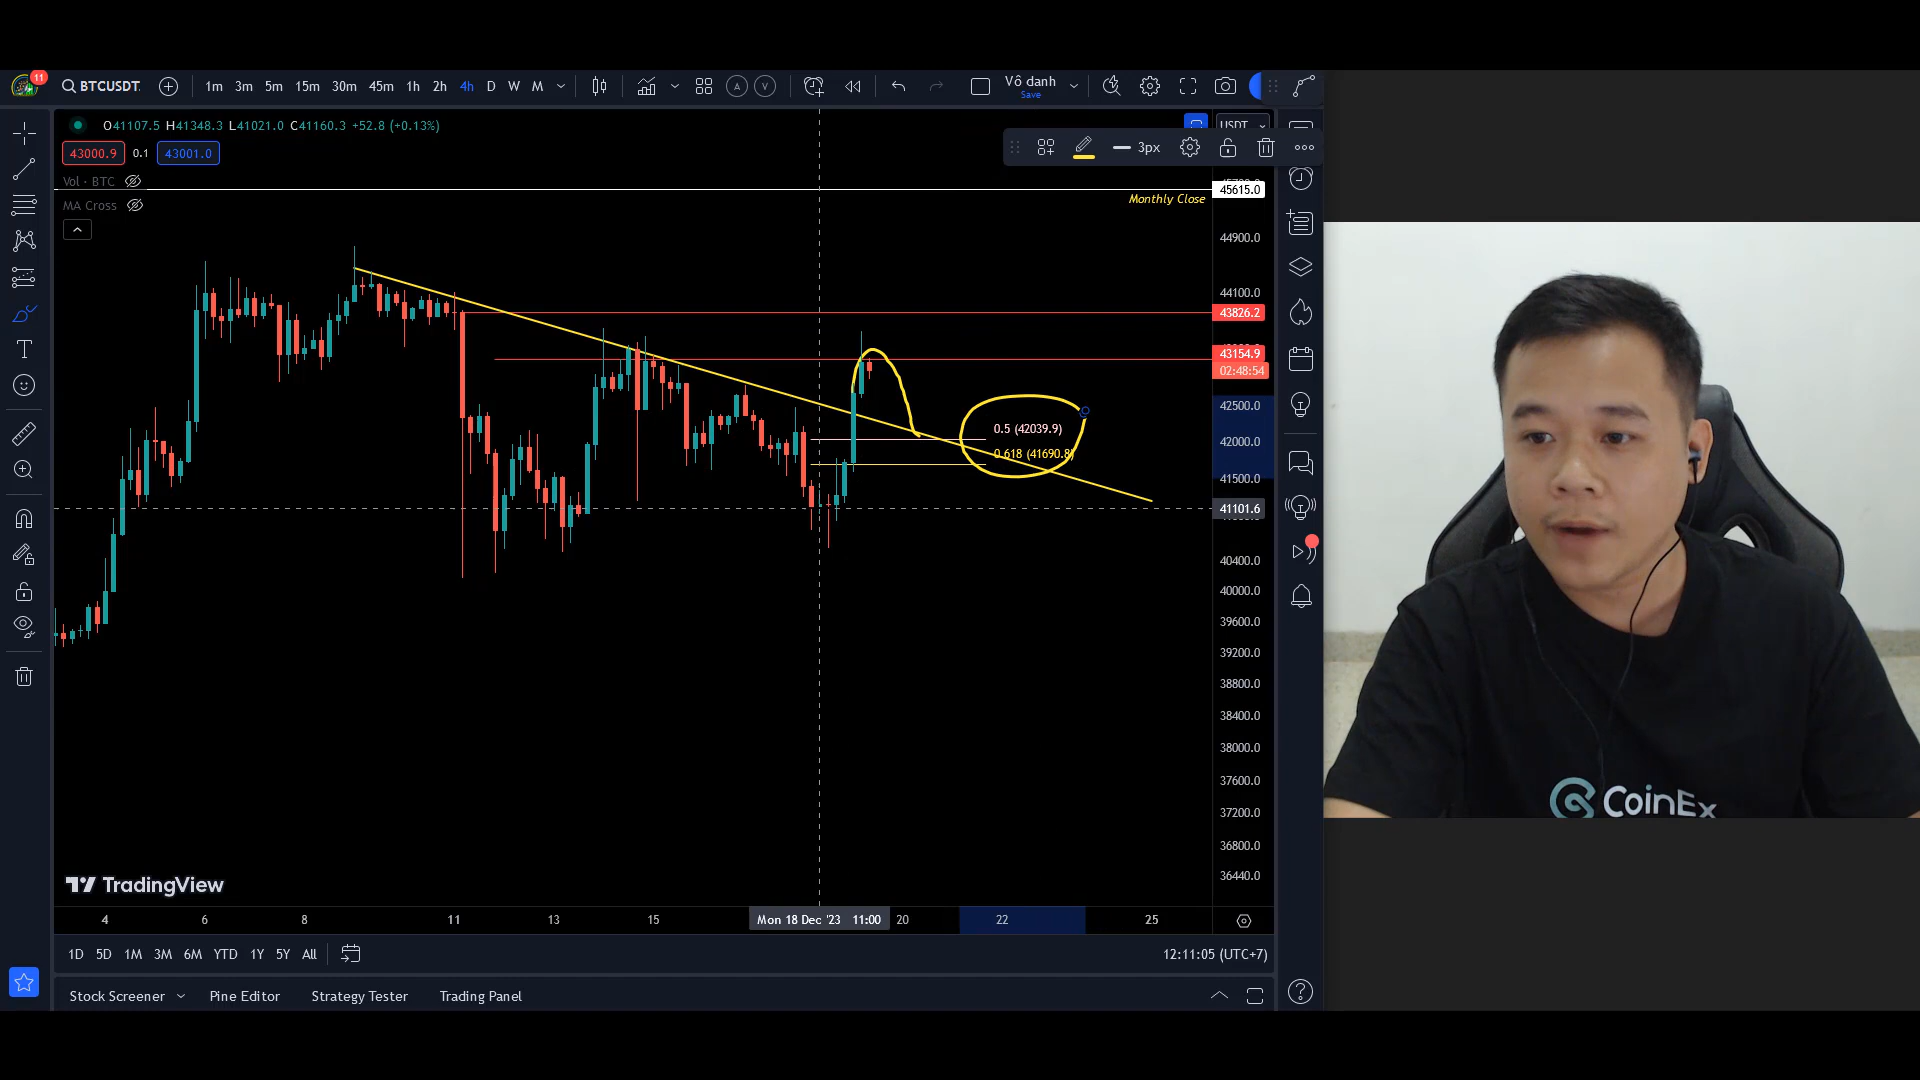 11
BTCUSDT
1m 3m 5m 15m 30m 45m 1h 2h 4h D W M
A V
Vô danh
Save
O41107.5 H41348.3 L41021.0 C41160.3 +52.8 (+0.13%)
USDT
43000.9 0.1 43001.0
3px
Vol · BTC
MA Cross
Monthly Close
45615.0
44900.0
44100.0
43826.2
43154.9
02:48:54
42500.0
42000.0
41500.0
41101.6
40400.0
40000.0
39600.0
39200.0
38800.0
38400.0
38000.0
37600.0
37200.0
36800.0
36440.0
0.5 (42039.9)
0.618 (41690.8)
CoinEx
TradingView
4 6 8 11 13 15 Mon 18 Dec '23 11:00 20 22 25
1D 5D 1M 3M 6M YTD 1Y 5Y All
12:11:05 (UTC+7)
Stock Screener Pine Editor Strategy Tester Trading Panel